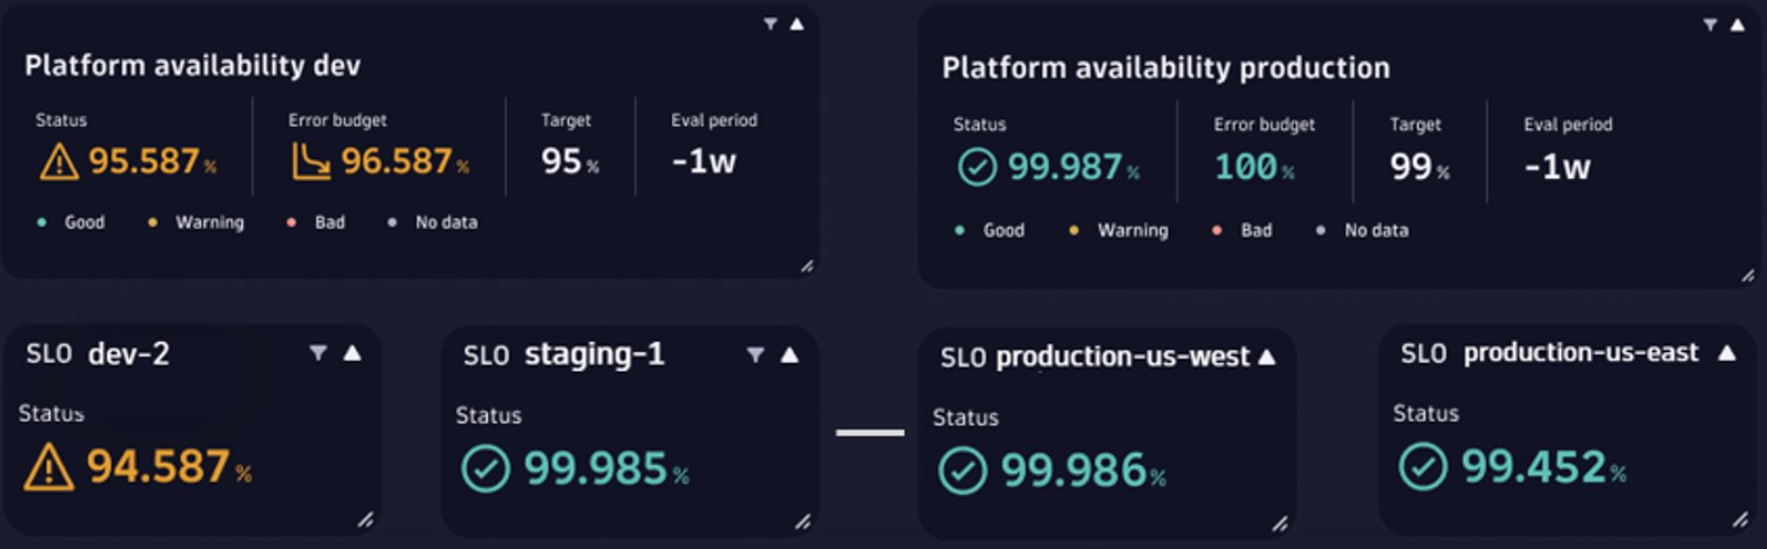 Platform availability dev
Status
95.587%
Error budget
96.587%
Target
95%
Eval period
-1w
Good
Warning
Bad
No data
Platform availability production
Status
99.987%
Error budget
100%
Target
99%
Eval period
-1w
Good
Warning
Bad
No data
SLO dev-2
Status
94.587%
SLO staging-1
Status
99.985%
SLO production-us-west
Status
99.986%
SLO production-us-east
Status
99.452%